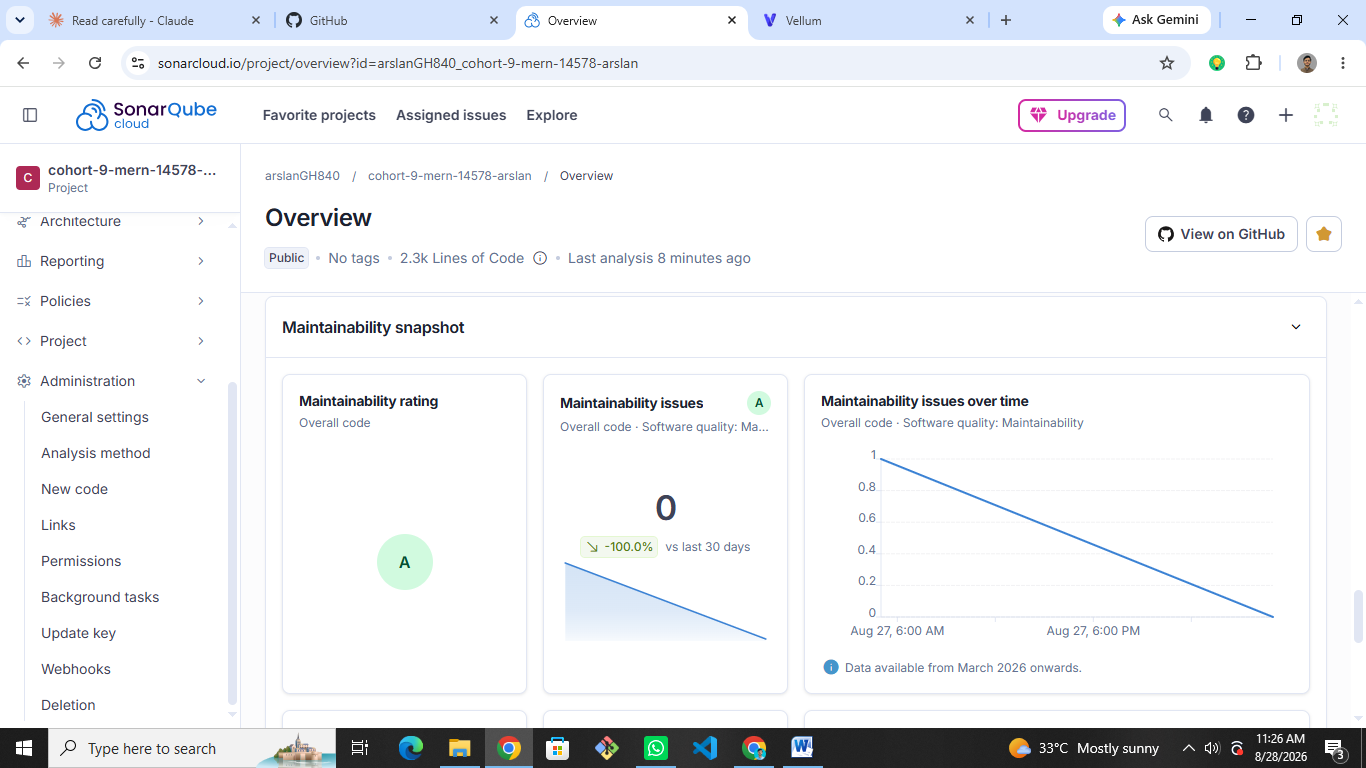 Read carefully - Claude
GitHub
Overview
Vellum
Ask Gemini
sonarcloud.io/project/overview?id=arslanGH840_cohort-9-mern-14578-arslan
SonarQube
cloud
Favorite projects
Assigned issues
Explore
Upgrade
C
cohort-9-mern-14578-...
Project
Architecture
Reporting
Policies
Project
Administration
General settings
Analysis method
New code
Links
Permissions
Background tasks
Update key
Webhooks
Deletion
arslanGH840 / cohort-9-mern-14578-arslan / Overview
Overview
Public • No tags • 2.3k Lines of Code • Last analysis 8 minutes ago
View on GitHub
Maintainability snapshot
Maintainability rating
Overall code
A
Maintainability issues
A
Overall code · Software quality: Ma...
0
-100.0% vs last 30 days
Maintainability issues over time
Overall code · Software quality: Maintainability
1
0.8
0.6
0.4
0.2
0
Aug 27, 6:00 AM
Aug 27, 6:00 PM
Data available from March 2026 onwards.
Type here to search
33°C Mostly sunny
11:26 AM
8/28/2026
3